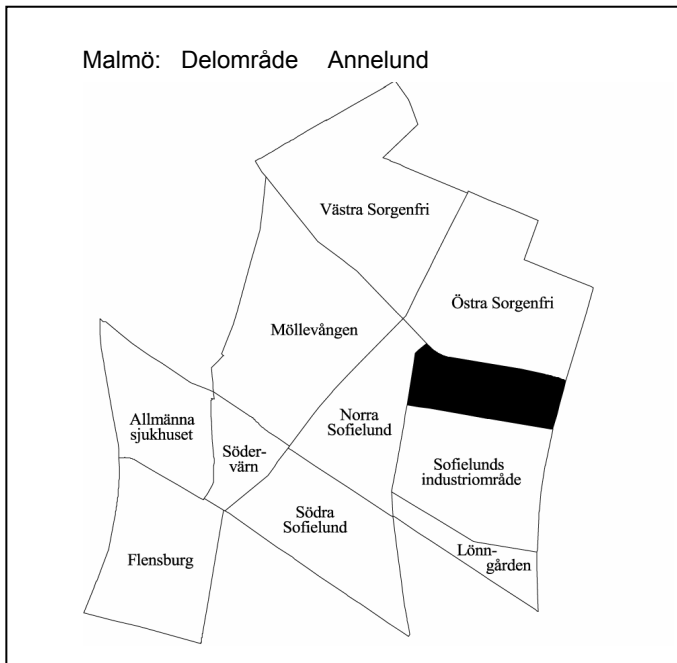 Malmö: Delområde Annelund
Västra Sorgenfri
Östra Sorgenfri
Möllevången
Allmänna
sjukhuset
Söder-
värn
Norra
Sofielund
Sofielunds
industriområde
Södra
Sofielund
Lönn-
gården
Flensburg